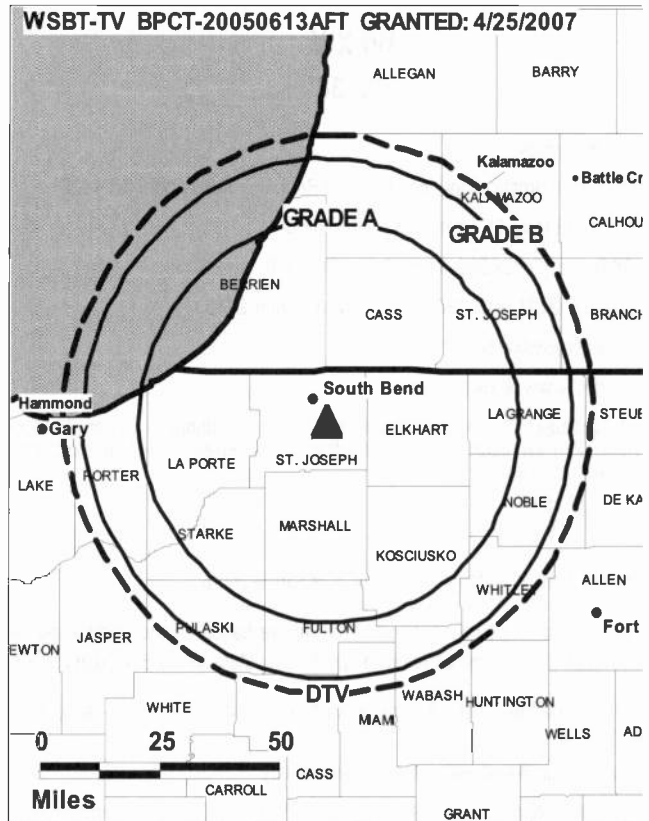 WSBT-TV BPCT-20050613AFT GRANTED: 4/25/2007
ALLEGAN
BARRY
Kalamazoo
Battle Cr
KALAMAZOO
GRADE A
GRADE B
CALHOU
BERRIEN
CASS
ST. JOSEPH
BRANCH
South Bend
Hammond
Gary
LAGRANGE
STEUB
ELKHART
LA PORTE
ST. JOSEPH
PORTER
LAKE
NOBLE
DE KA
STARKE
MARSHALL
KOSCIUSKO
WHITLEY
ALLEN
Fort
PULASKI
FULTON
JASPER
EWTON
DTV
WABASH
HUNTINGTON
WHITE
MIAMI
WELLS
AD
0 25 50
CASS
Miles
CARROLL
GRANT